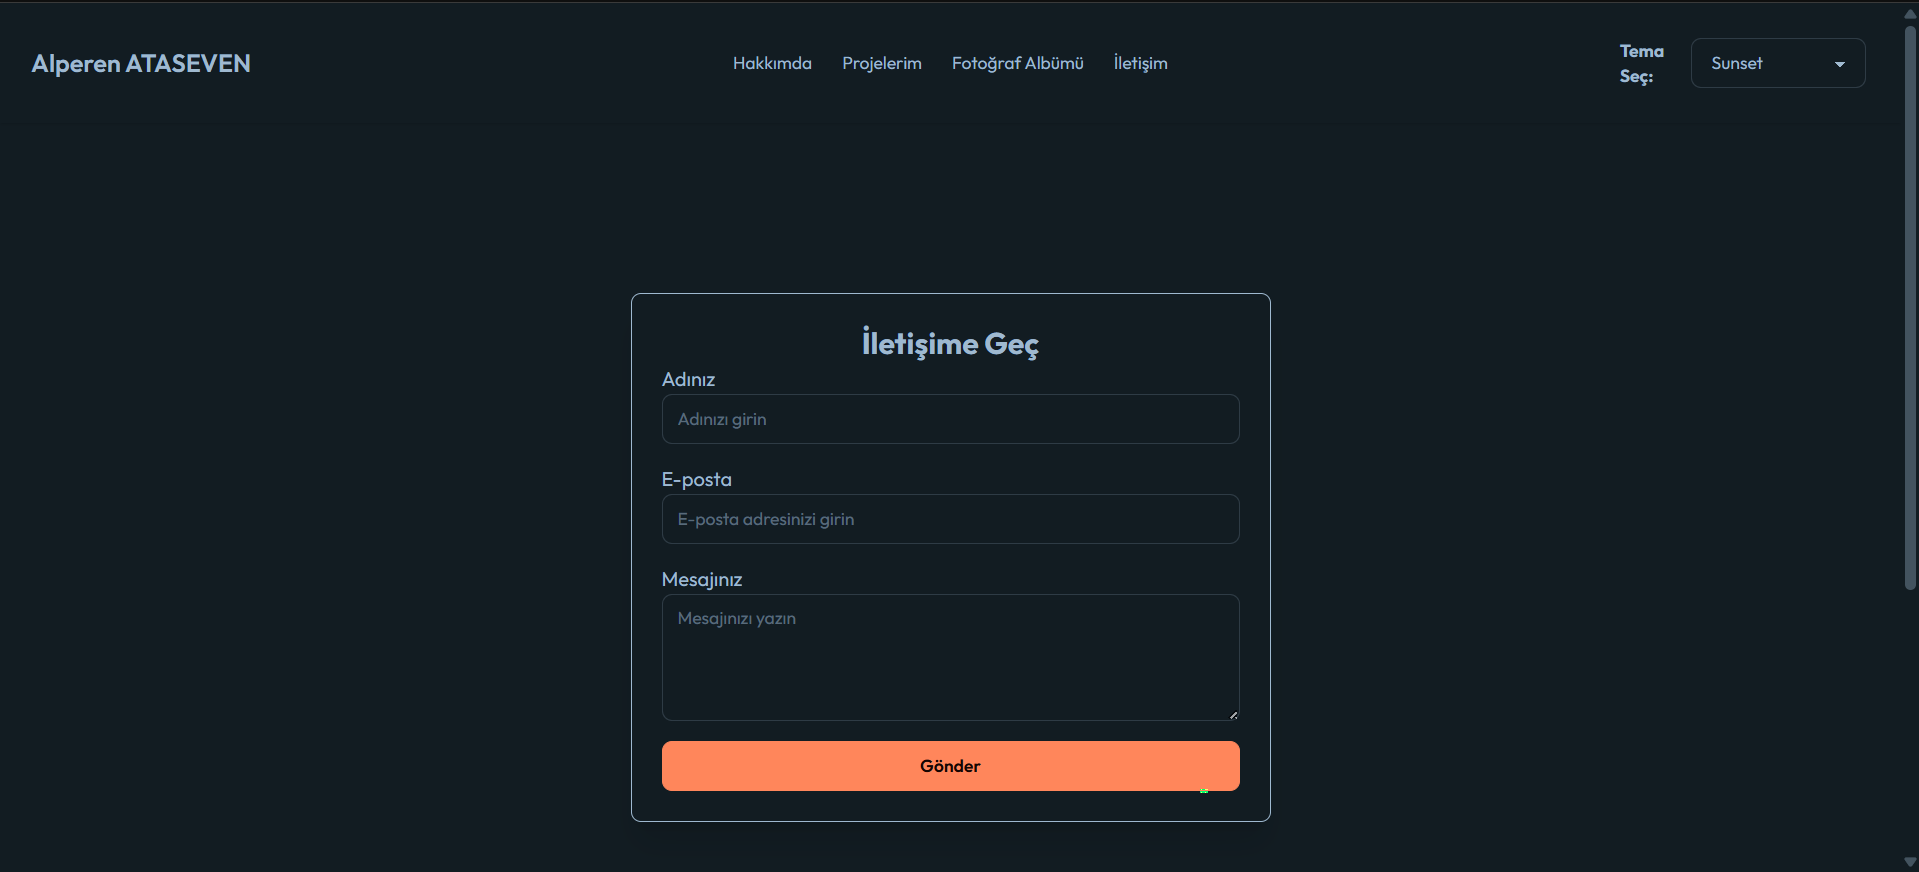 Alperen ATASEVEN
Hakkımda
Projelerim
Fotoğraf Albümü
İletişim
Tema
Seç:
Sunset
İletişime Geç
Adınız
Adınızı girin
E-posta
E-posta adresinizi girin
Mesajınız
Mesajınızı yazın
Gönder